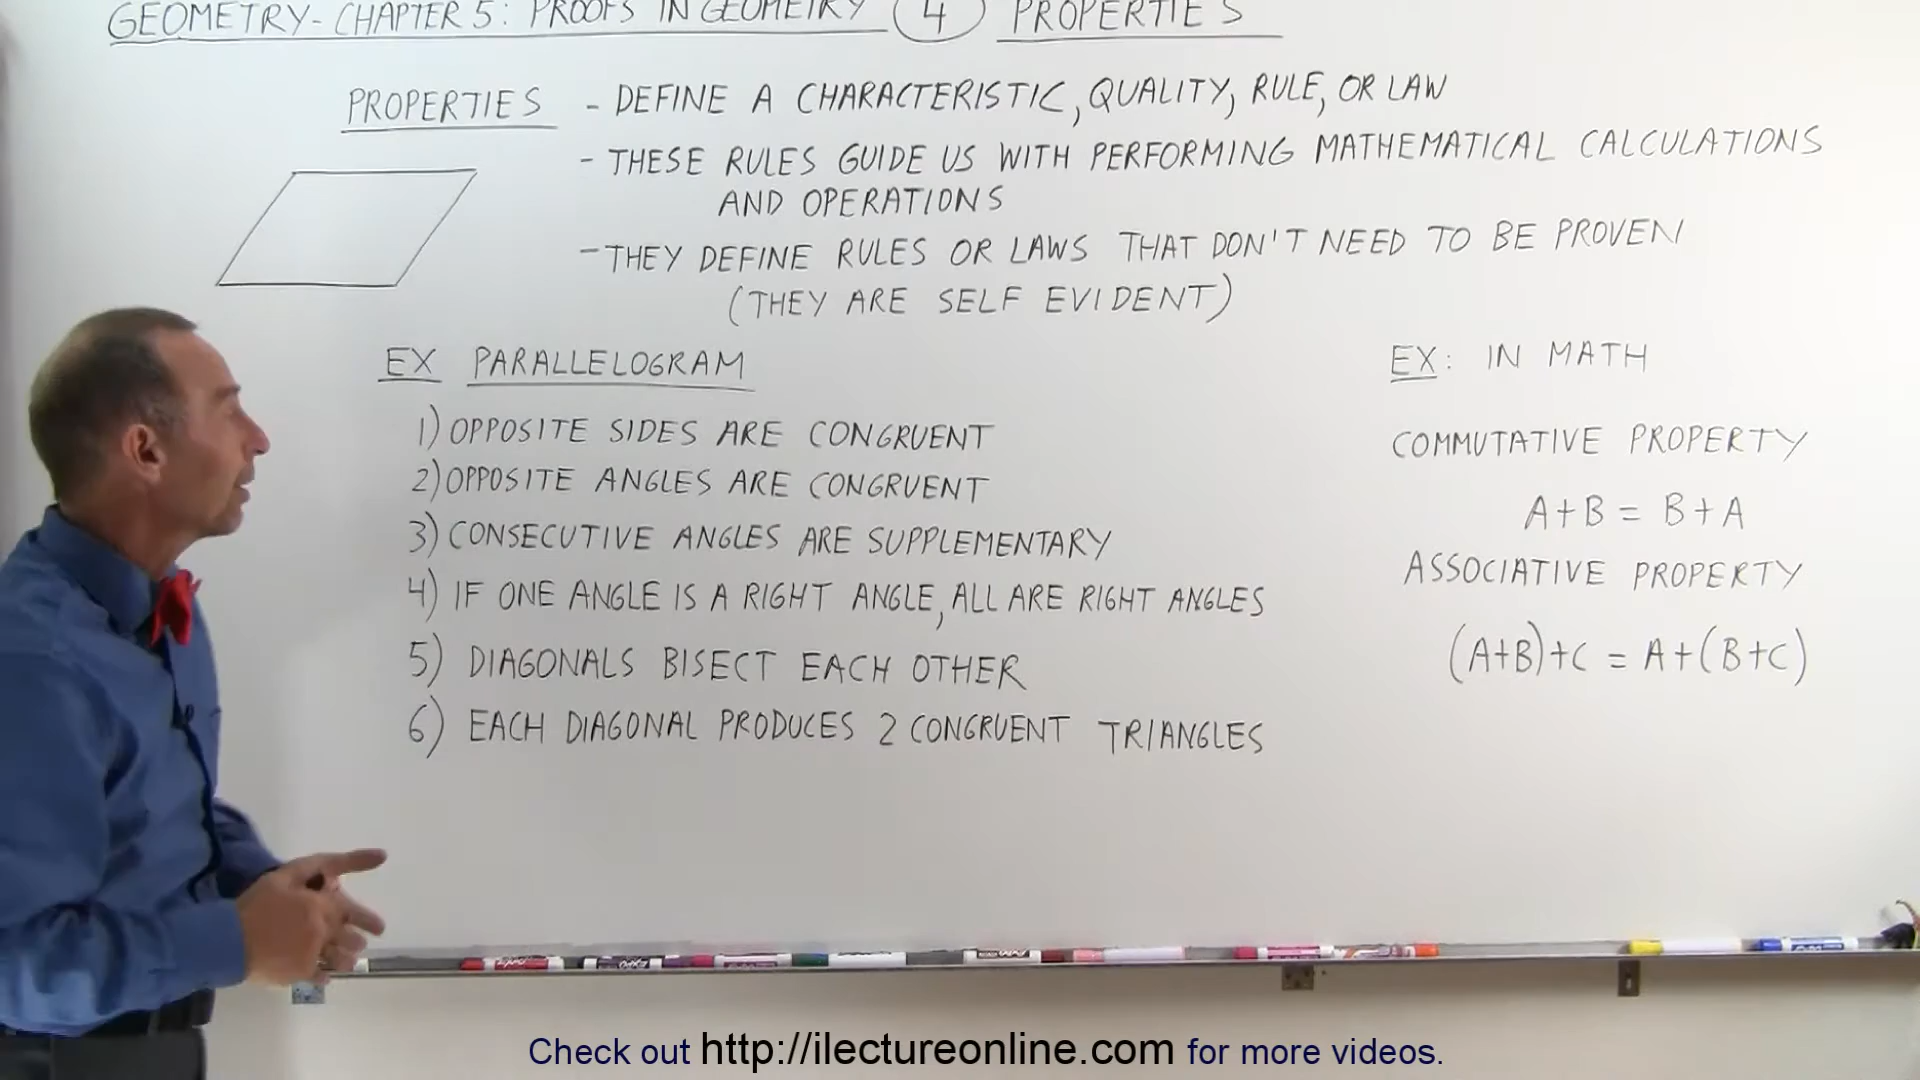 GEOMETRY - CHAPTER 5: PROOFS IN GEOMETRY 4 PROPERTIES
PROPERTIES - DEFINE A CHARACTERISTIC, QUALITY, RULE, OR LAW
- THESE RULES GUIDE US WITH PERFORMING MATHEMATICAL CALCULATIONS
AND OPERATIONS
- THEY DEFINE RULES OR LAWS THAT DON'T NEED TO BE PROVEN
(THEY ARE SELF EVIDENT)
EX PARALLELOGRAM
1) OPPOSITE SIDES ARE CONGRUENT
2) OPPOSITE ANGLES ARE CONGRUENT
3) CONSECUTIVE ANGLES ARE SUPPLEMENTARY
4) IF ONE ANGLE IS A RIGHT ANGLE, ALL ARE RIGHT ANGLES
5) DIAGONALS BISECT EACH OTHER
6) EACH DIAGONAL PRODUCES 2 CONGRUENT TRIANGLES
EX: IN MATH
COMMUTATIVE PROPERTY
A+B = B+A
ASSOCIATIVE PROPERTY
(A+B)+C = A+(B+C)
Check out http://ilectureonline.com for more videos.